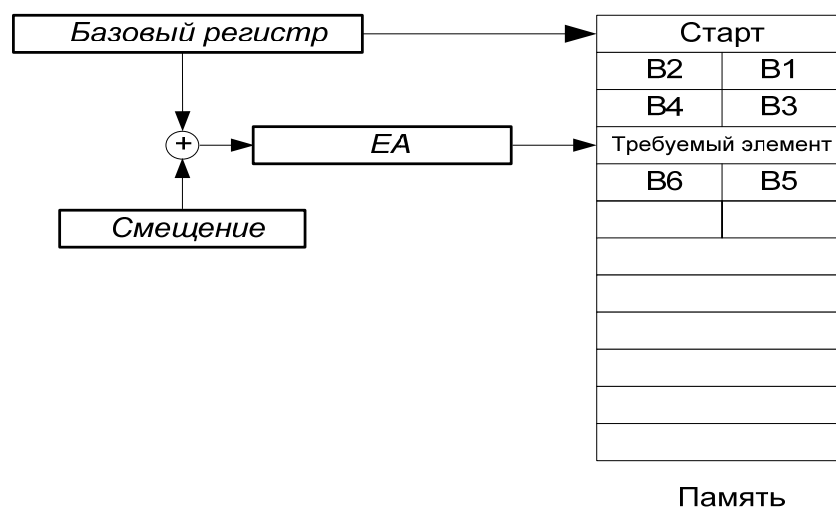 Базовый регистр
Старт
B2 B1
B4 B3
+
EA
Требуемый элемент
B6 B5
Смещение
Память